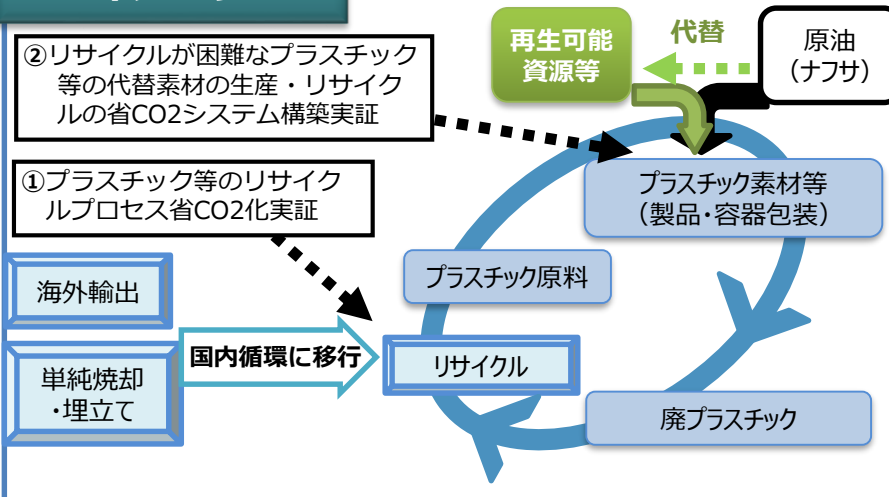 ②リサイクルが困難なプラスチック
等の代替素材の生産・リサイク
ルの省CO2システム構築実証
再生可能
資源等
代替
原油
（ナフサ）
①プラスチック等のリサイク
ルプロセス省CO2化実証
プラスチック素材等
（製品・容器包装）
海外輸出
プラスチック原料
国内循環に移行
リサイクル
単純焼却
・埋立て
廃プラスチック